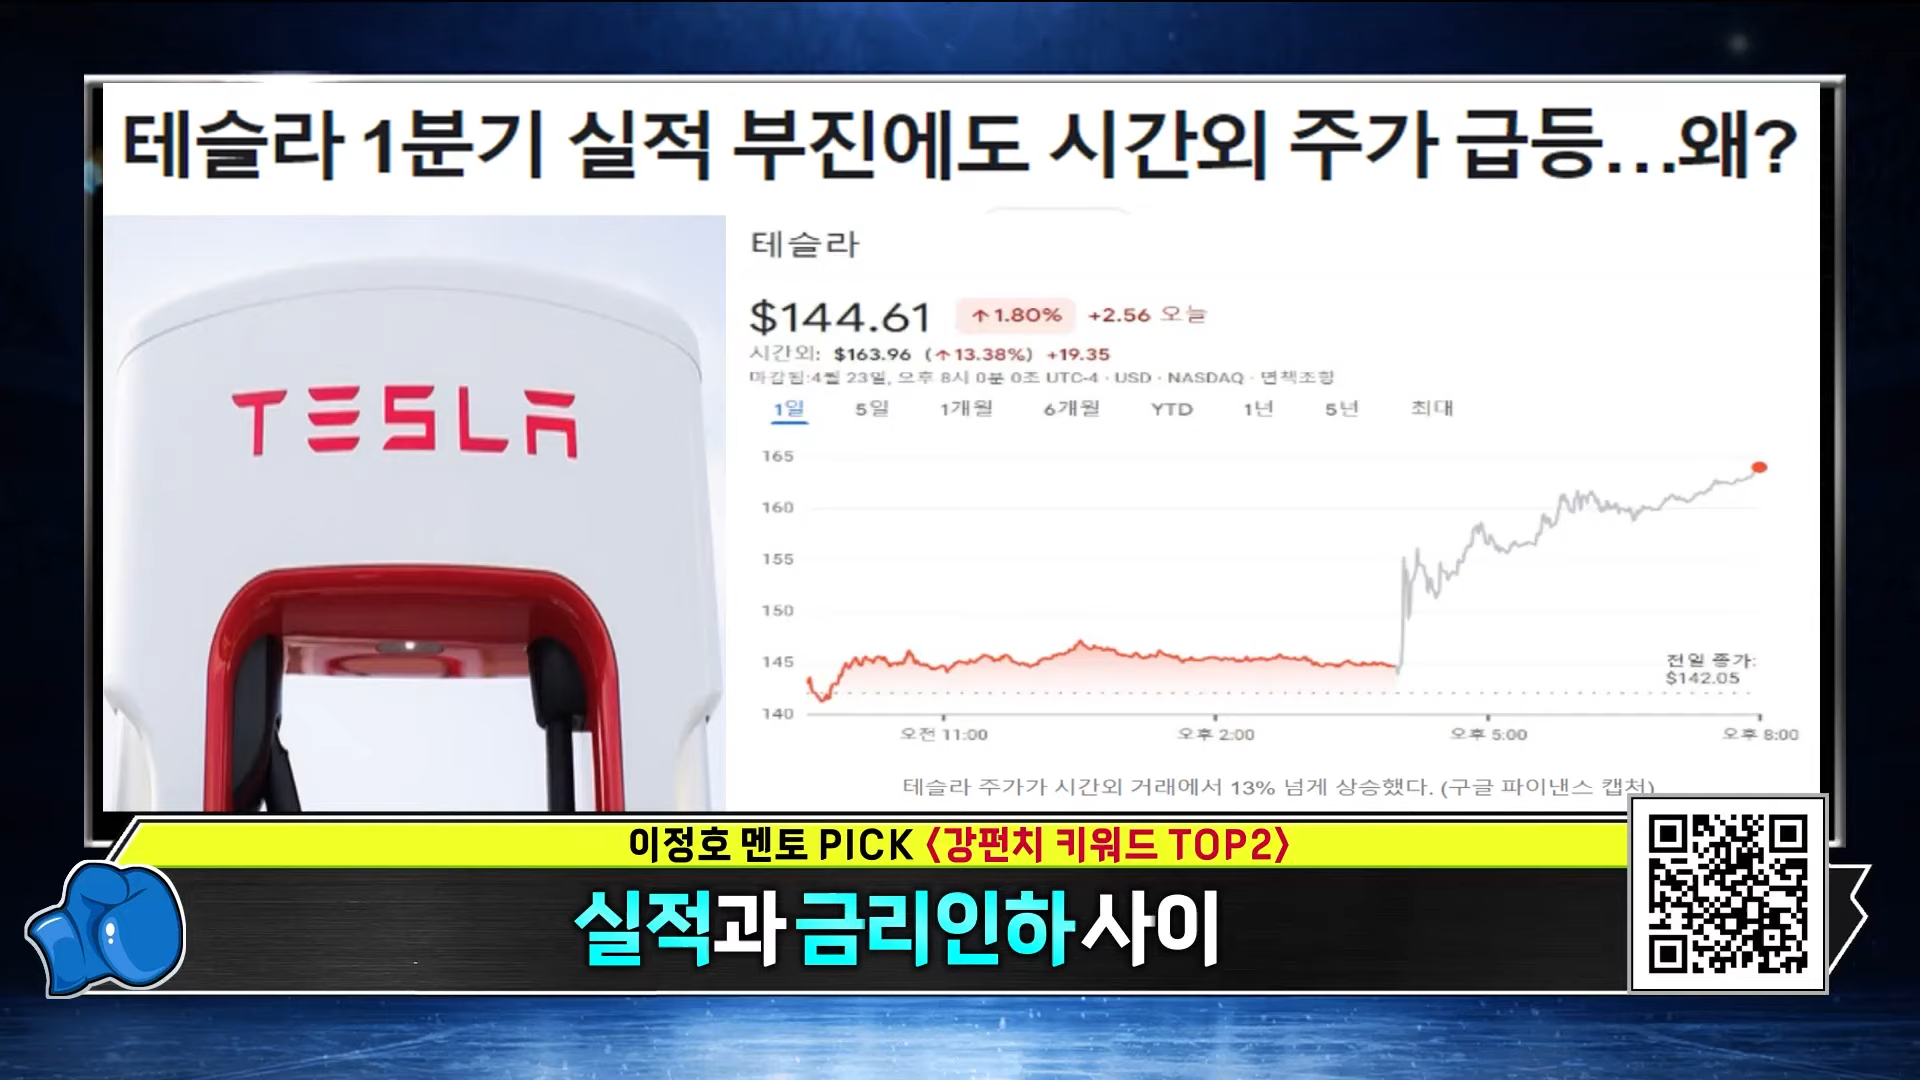 테슬라 1분기 실적 부진에도 시간외 주가 급등...왜?
TESLA
테슬라
$144.61 ↑1.80% +2.56 오늘
시간외: $163.96 (↑13.38%) +19.35
마감됨:4월 23일, 오후 8시 0분 0초 UTC-4 · USD · NASDAQ · 면책조항
1일 5일 1개월 6개월 YTD 1년 5년 최대
165
160
155
150
145
140
전일 종가:
$142.05
오전 11:00 오후 2:00 오후 5:00 오후 8:00
테슬라 주가가 시간외 거래에서 13% 넘게 상승했다. (구글 파이낸스 캡처)
이정호 멘토 PICK <강펀치 키워드 TOP2>
실적과 금리인하 사이